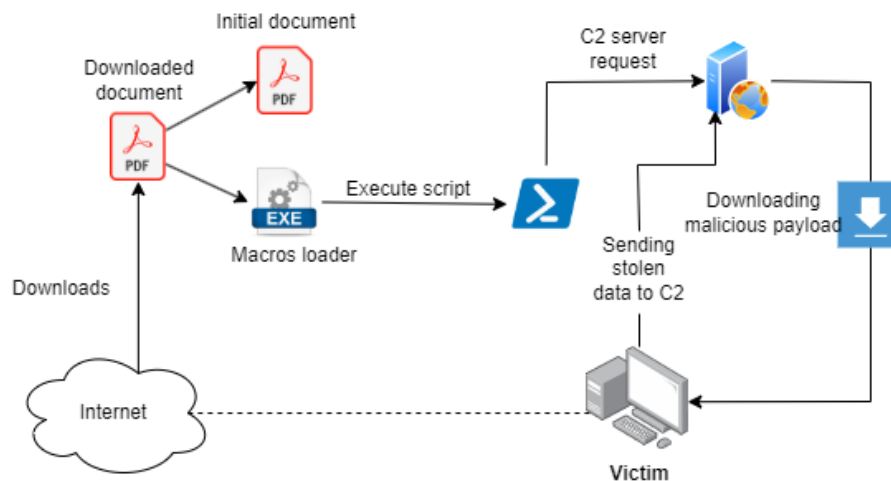 Initial document
PDF
Downloaded
document
PDF
C2 server
request
Execute script
EXE
Macros loader
Downloading
malicious payload
Sending
stolen
data to C2
Downloads
Internet
Victim